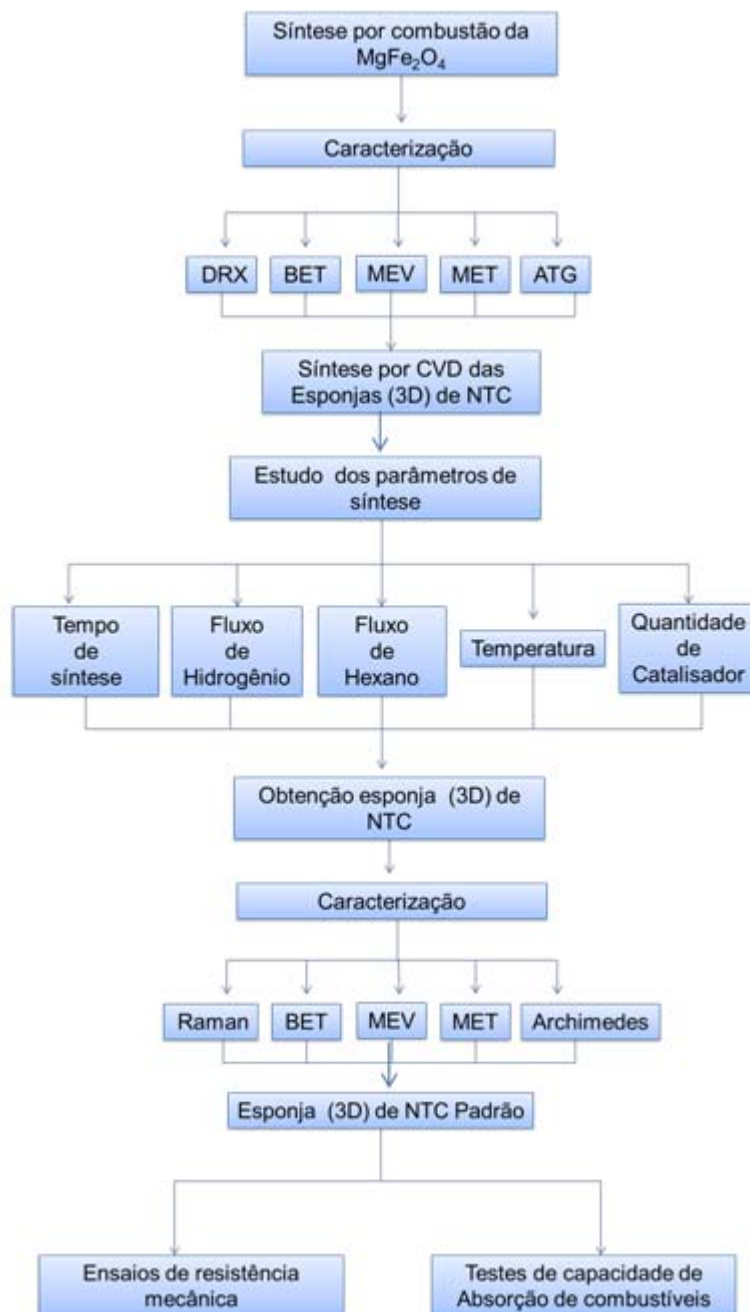 Síntese por combustão da
MgFe₂O₄
Caracterização
DRX
BET
MEV
MET
ATG
Síntese por CVD das
Esponjas (3D) de NTC
Estudo dos parâmetros de
síntese
Tempo
de
síntese
Fluxo
de
Hidrogênio
Fluxo
de
Hexano
Temperatura
Quantidade
de
Catalisador
Obtenção esponja (3D) de
NTC
Caracterização
Raman
BET
MEV
MET
Archimedes
Esponja (3D) de NTC Padrão
Ensaios de resistência
mecânica
Testes de capacidade de
Absorção de combustíveis